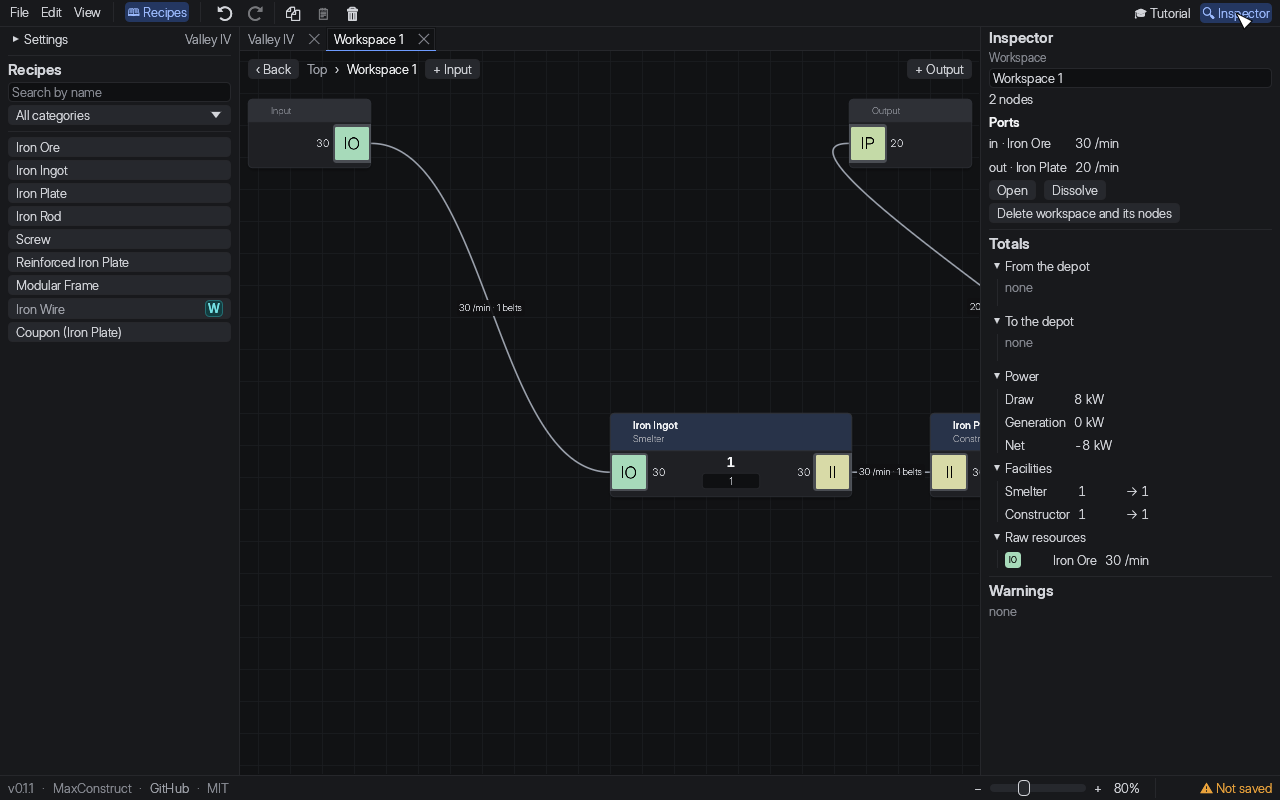 File Edit View Recipes Tutorial Inspector
Settings Valley IV
Recipes
Search by name
All categories
Iron Ore
Iron Ingot
Iron Plate
Iron Rod
Screw
Reinforced Iron Plate
Modular Frame
Iron Wire W
Coupon (Iron Plate)
Valley IV Workspace 1
‹ Back Top › Workspace 1 + Input + Output
Input
30 IO
Output
IP 20
30 /min · 1 belts
20
Iron Ingot
Smelter
IO 30 1 30 II
1
30 /min · 1 belts
Iron P
Constr
II 3
Inspector
Workspace
Workspace 1
2 nodes
Ports
in · Iron Ore 30 /min
out · Iron Plate 20 /min
Open Dissolve
Delete workspace and its nodes
Totals
From the depot
none
To the depot
none
Power
Draw 8 kW
Generation 0 kW
Net -8 kW
Facilities
Smelter 1 → 1
Constructor 1 → 1
Raw resources
IO Iron Ore 30 /min
Warnings
none
v0.1.1 · MaxConstruct · GitHub · MIT
− + 80% Not saved